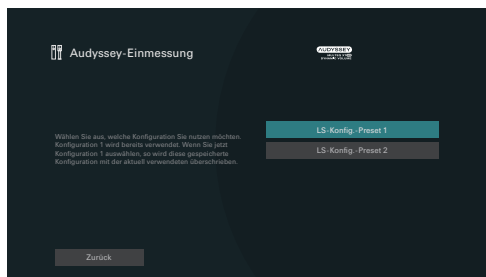 Audyssey-Einmessung
AUDYSSEY
DYNAMIC VOLUME
Wählen Sie aus, welche Konfiguration Sie nutzen möchten.
Konfiguration 1 wird bereits verwendet. Wenn Sie jetzt
Konfiguration 1 auswählen, so wird diese gespeicherte
Konfiguration mit der aktuell verwendeten überschrieben.
LS-Konfig.-Preset 1
LS-Konfig.-Preset 2
Zurück